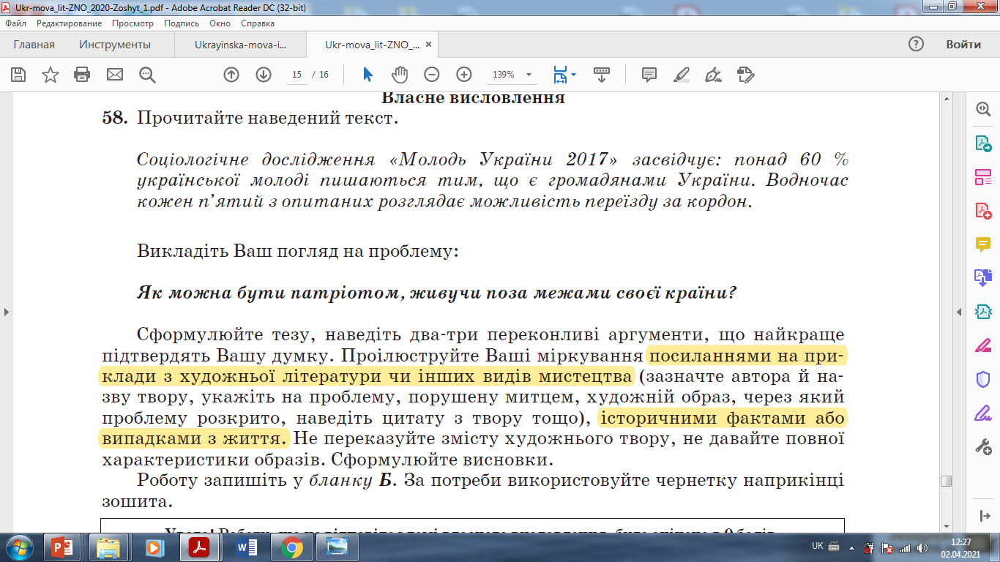 Ukr-mova_lit-ZNO_2020-Zoshyt_1.pdf - Adobe Acrobat Reader DC (32-bit)
Файл Редактирование Просмотр Подпись Окно Справка
Главная Инструменты Ukrayinska-mova-i... Ukr-mova_lit-ZNO_... × Войти
15 / 16 139%
Власне висловлення
58. Прочитайте наведений текст.
Соціологічне дослідження «Молодь України 2017» засвідчує: понад 60 %
української молоді пишаються тим, що є громадянами України. Водночас
кожен п’ятий з опитаних розглядає можливість переїзду за кордон.
Викладіть Ваш погляд на проблему:
Як можна бути патріотом, живучи поза межами своєї країни?
Сформулюйте тезу, наведіть два-три переконливі аргументи, що найкраще
підтвердять Вашу думку. Проілюструйте Ваші міркування посиланнями на при-
клади з художньої літератури чи інших видів мистецтва (зазначте автора й на-
зву твору, укажіть на проблему, порушену митцем, художній образ, через який
проблему розкрито, наведіть цитату з твору тощо), історичними фактами або
випадками з життя. Не переказуйте змісту художнього твору, не давайте повної
характеристики образів. Сформулюйте висновки.
Роботу запишіть у бланку Б. За потреби використовуйте чернетку наприкінці
зошита.
UK 12:27
02.04.2021